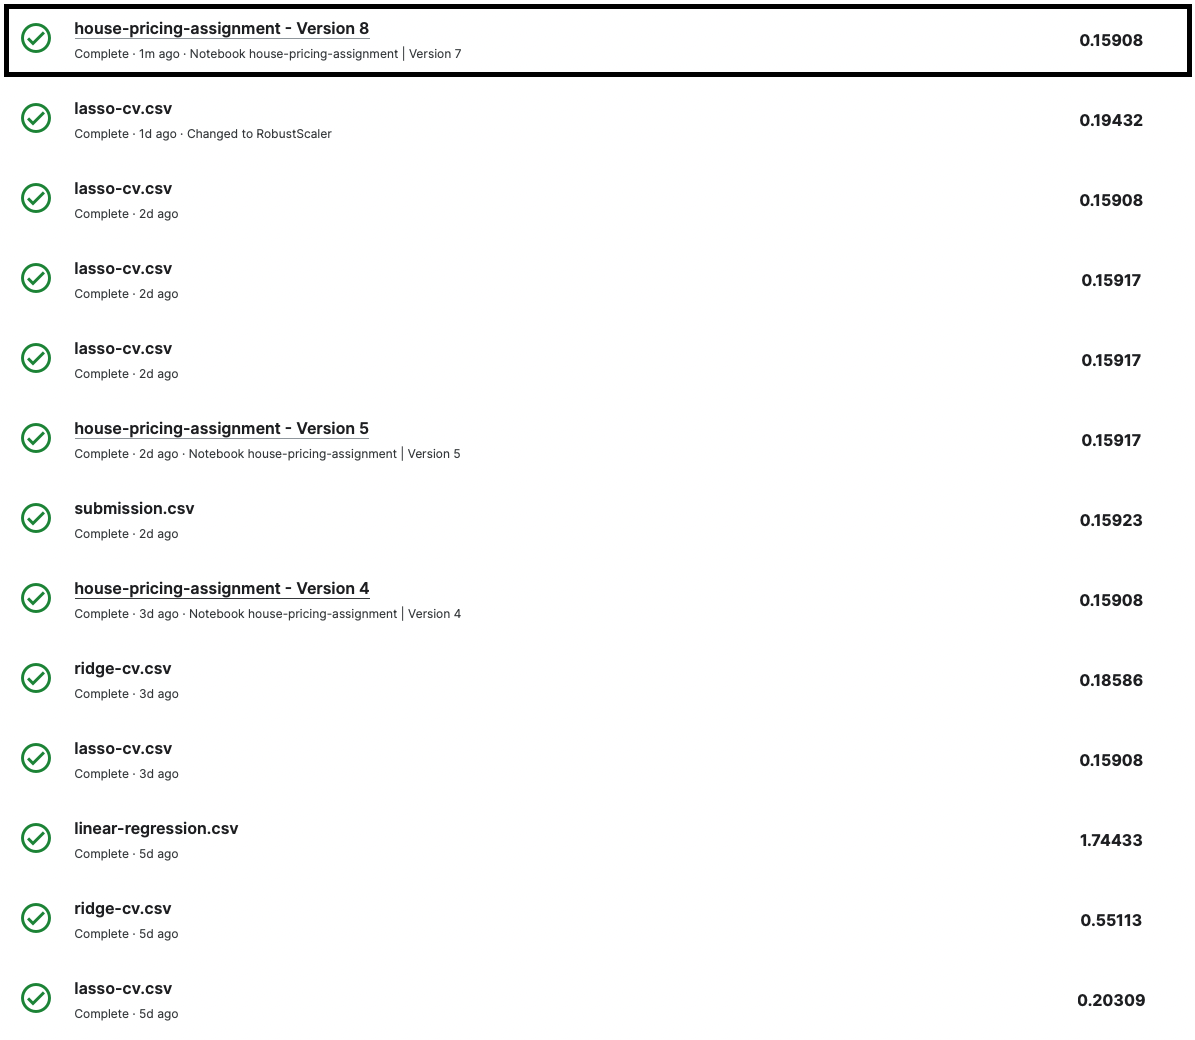 house-pricing-assignment - Version 8
Complete · 1m ago · Notebook house-pricing-assignment | Version 7
0.15908
lasso-cv.csv
Complete · 1d ago · Changed to RobustScaler
0.19432
lasso-cv.csv
Complete · 2d ago
0.15908
lasso-cv.csv
Complete · 2d ago
0.15917
lasso-cv.csv
Complete · 2d ago
0.15917
house-pricing-assignment - Version 5
Complete · 2d ago · Notebook house-pricing-assignment | Version 5
0.15917
submission.csv
Complete · 2d ago
0.15923
house-pricing-assignment - Version 4
Complete · 3d ago · Notebook house-pricing-assignment | Version 4
0.15908
ridge-cv.csv
Complete · 3d ago
0.18586
lasso-cv.csv
Complete · 3d ago
0.15908
linear-regression.csv
Complete · 5d ago
1.74433
ridge-cv.csv
Complete · 5d ago
0.55113
lasso-cv.csv
Complete · 5d ago
0.20309